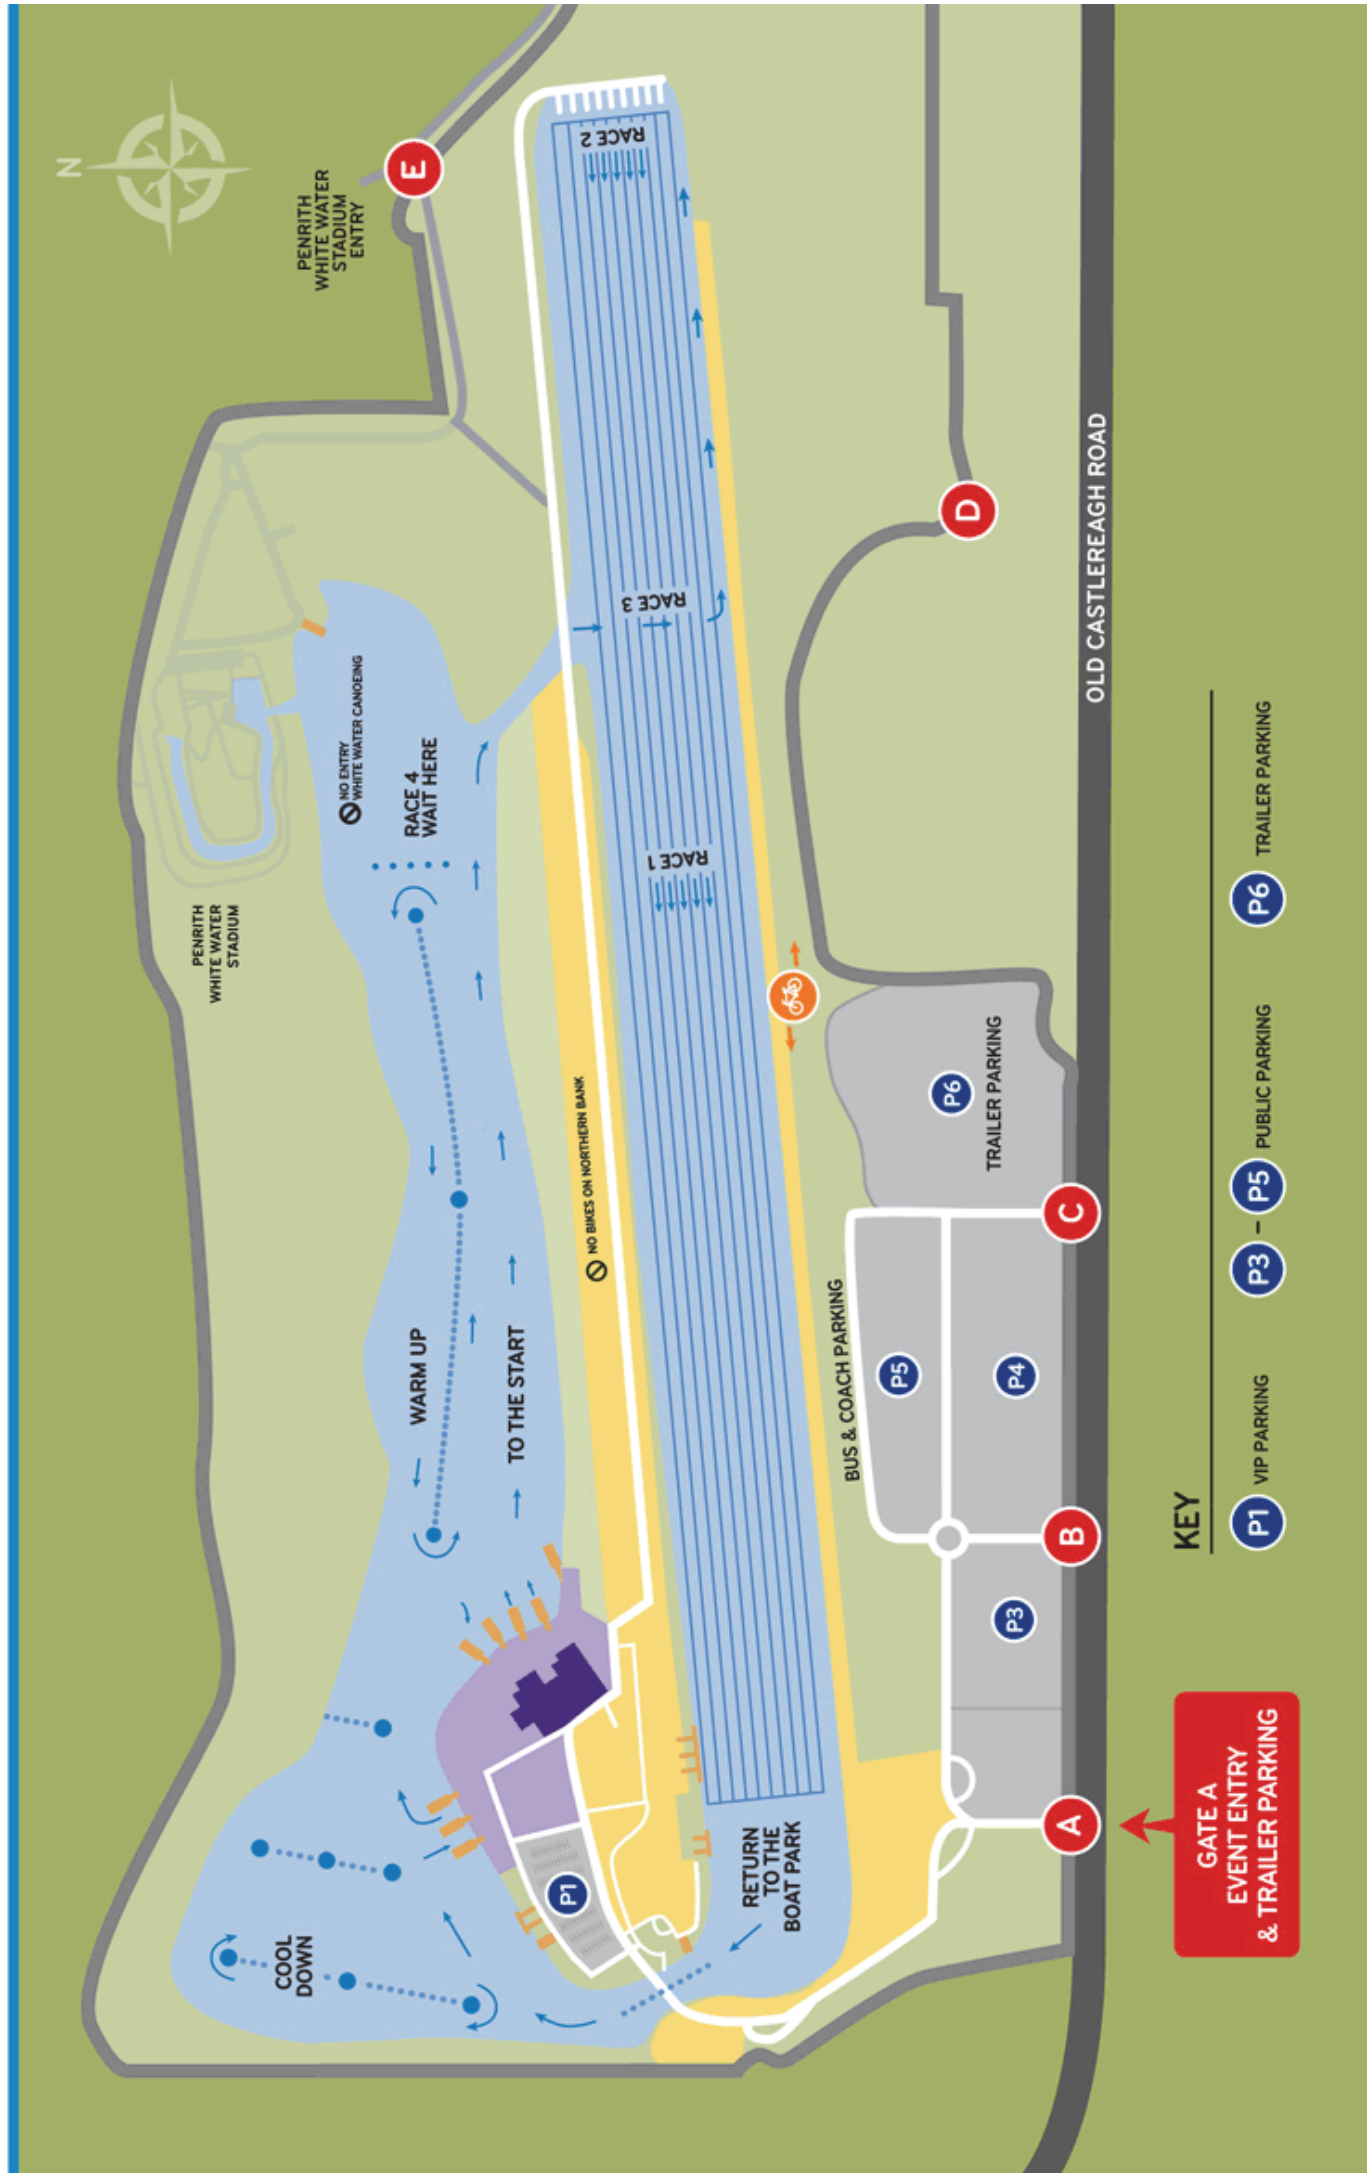 N
PENRITH
WHITE WATER
STADIUM
ENTRY
E
PENRITH
WHITE WATER
STADIUM
NO ENTRY
WHITE WATER CANOEING
RACE 4
WAIT HERE
WARM UP
TO THE START
COOL
DOWN
NO BIKES ON NORTHERN BANK
RACE 2
RACE 3
RACE 1
P1
RETURN
TO THE
BOAT PARK
BUS & COACH PARKING
P5
P4
P3
P6
TRAILER PARKING
A
B
C
D
OLD CASTLEREAGH ROAD
GATE A
EVENT ENTRY
& TRAILER PARKING
KEY
P1 VIP PARKING
P3 – P5 PUBLIC PARKING
P6 TRAILER PARKING